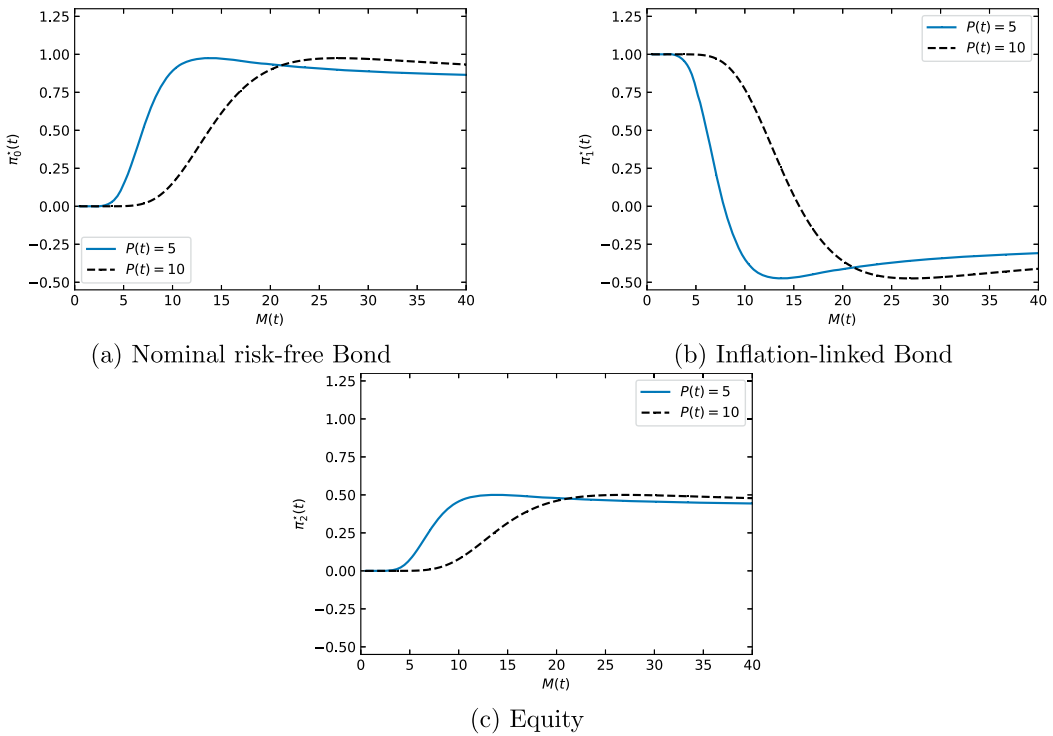 1.25
1.00
0.75
0.50
0.25
0.00
−0.25
−0.50
π₀*(t)
P(t) = 5
P(t) = 10
0 5 10 15 20 25 30 35 40
M(t)
(a) Nominal risk-free Bond
1.25
1.00
0.75
0.50
0.25
0.00
−0.25
−0.50
π₁*(t)
P(t) = 5
P(t) = 10
0 5 10 15 20 25 30 35 40
M(t)
(b) Inflation-linked Bond
1.25
1.00
0.75
0.50
0.25
0.00
−0.25
−0.50
π₂*(t)
P(t) = 5
P(t) = 10
0 5 10 15 20 25 30 35 40
M(t)
(c) Equity